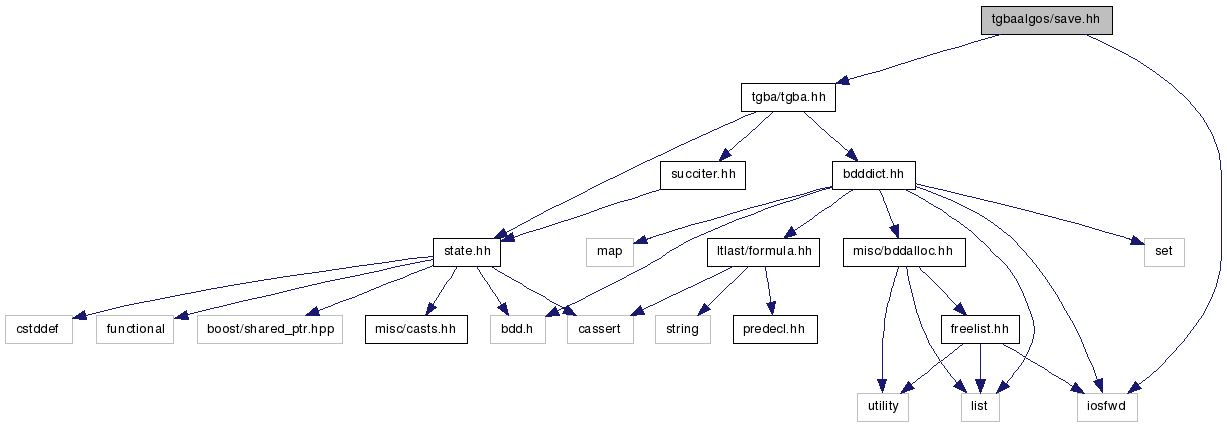 tgbaalgos/save.hh
tgba/tgba.hh
succiter.hh
bdddict.hh
state.hh
map
ltlast/formula.hh
misc/bddalloc.hh
set
cstddef
functional
boost/shared_ptr.hpp
misc/casts.hh
bdd.h
cassert
string
predecl.hh
freelist.hh
utility
list
iosfwd